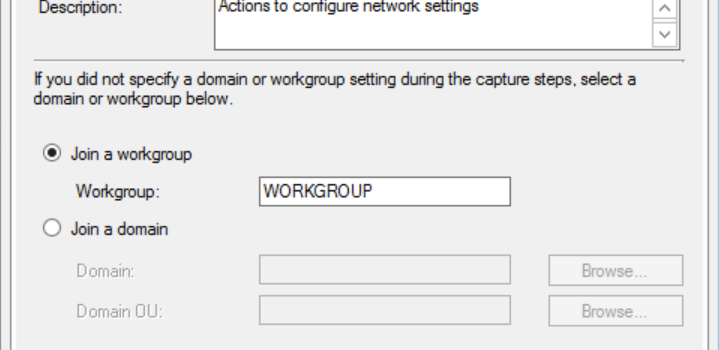 Description:
Actions to configure network settings
If you did not specify a domain or workgroup setting during the capture steps, select a
domain or workgroup below.
Join a workgroup
Workgroup:
WORKGROUP
Join a domain
Domain:
Browse...
Domain OU:
Browse...